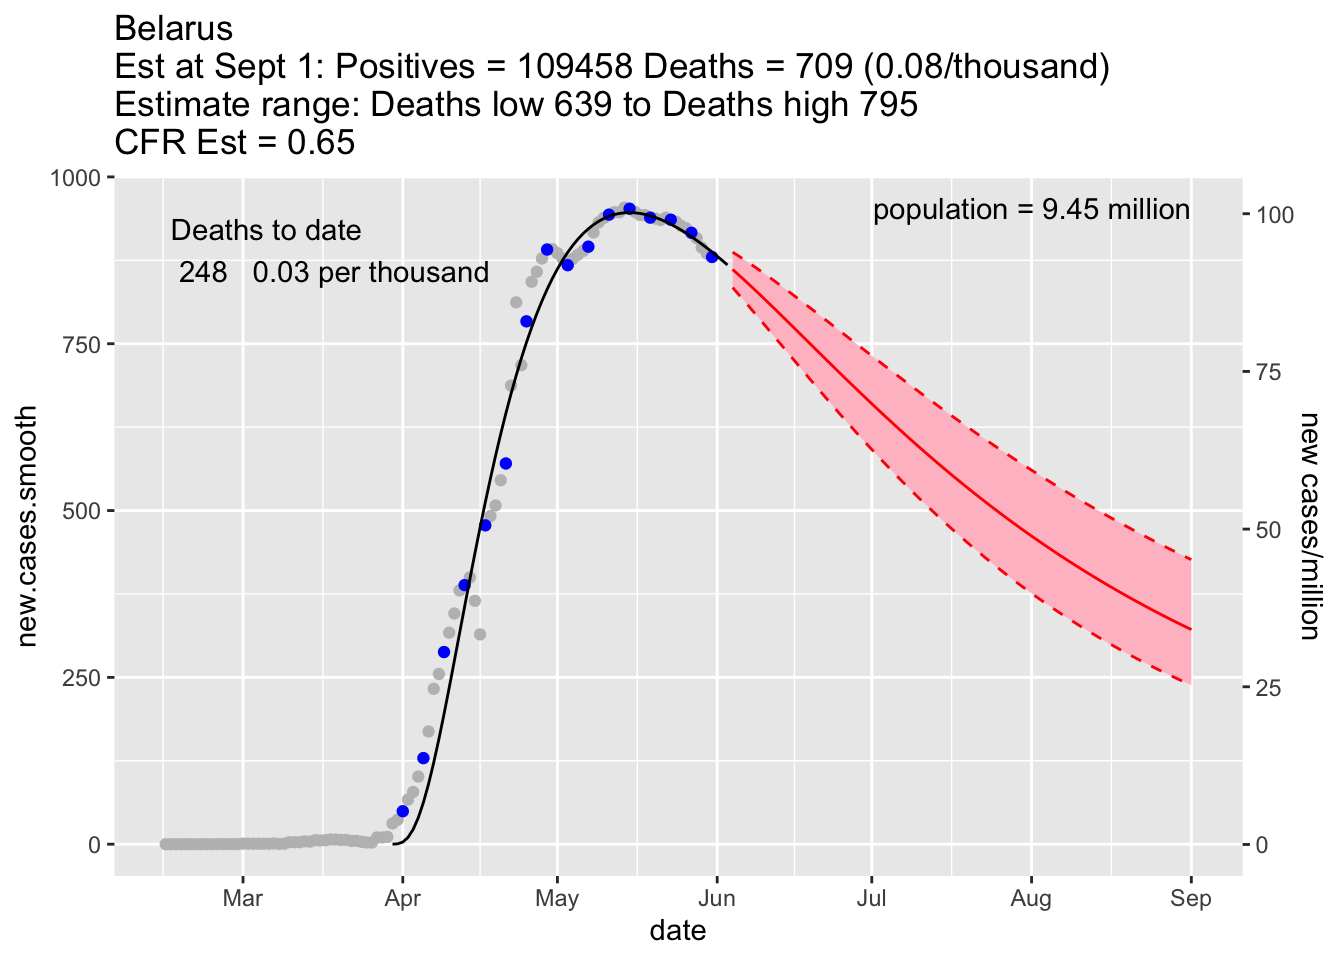 Belarus
Est at Sept 1: Positives = 109458 Deaths = 709 (0.08/thousand)
Estimate range: Deaths low 639 to Deaths high 795
CFR Est = 0.65
Deaths to date
248 0.03 per thousand
population = 9.45 million
new.cases.smooth
1000
750
500
250
0
100
75
50
25
0
new cases/million
Mar Apr May Jun Jul Aug Sep
date